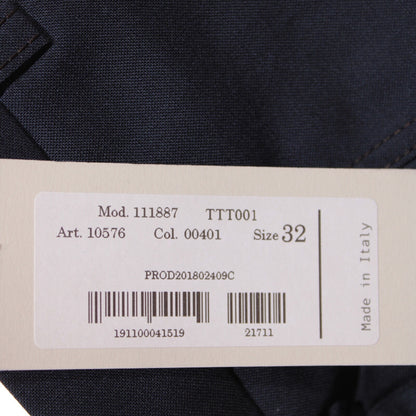 Mod. 111887 TTT001
Art. 10576 Col. 00401 Size 32
PROD201802409C
191100041519 21711
Made in Italy